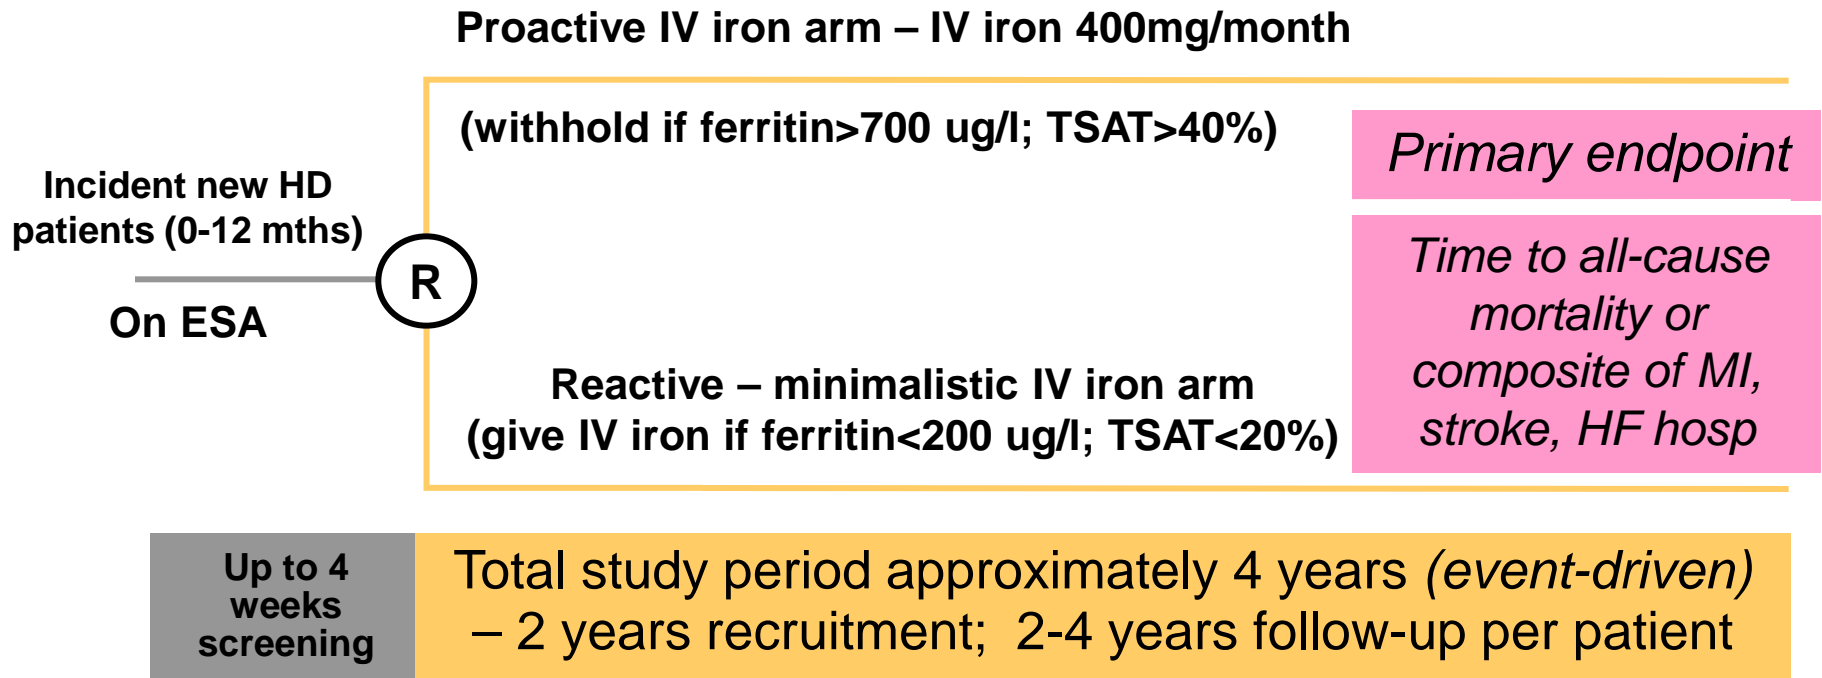 Proactive IV iron arm – IV iron 400mg/month
(withhold if ferritin>700 ug/l; TSAT>40%)
Primary endpoint
Incident new HD
patients (0-12 mths)
R
On ESA
Time to all-cause
mortality or
composite of MI,
stroke, HF hosp
Reactive – minimalistic IV iron arm
(give IV iron if ferritin<200 ug/l; TSAT<20%)
Up to 4
weeks
screening
Total study period approximately 4 years (event-driven)
– 2 years recruitment; 2-4 years follow-up per patient